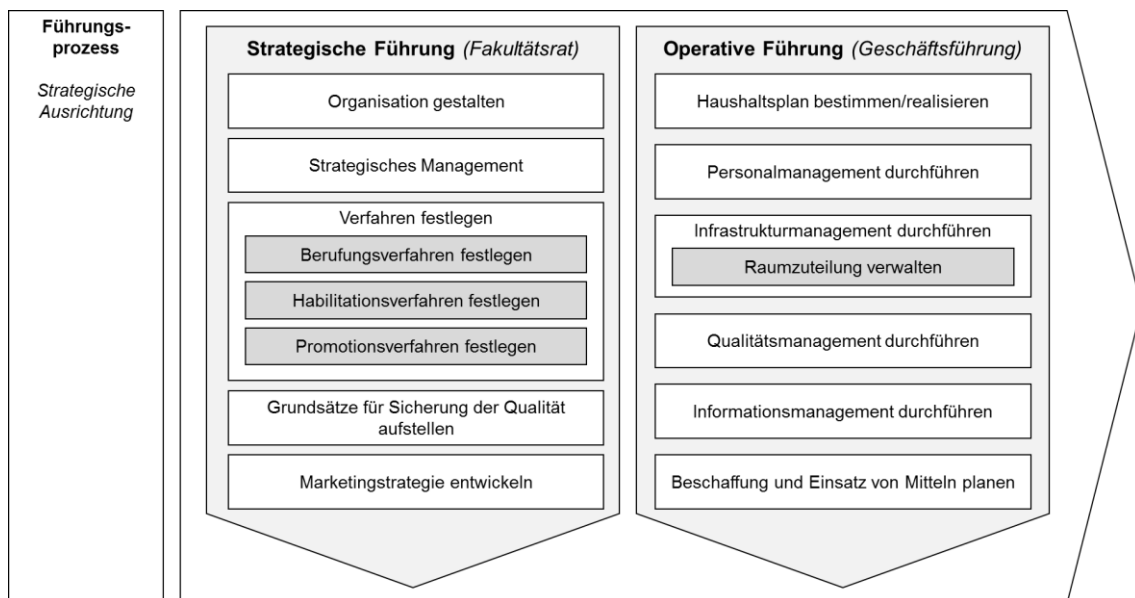 Führungs-
prozess
Strategische
Ausrichtung
Strategische Führung (Fakultätsrat)
Organisation gestalten
Strategisches Management
Verfahren festlegen
Berufungsverfahren festlegen
Habilitationsverfahren festlegen
Promotionsverfahren festlegen
Grundsätze für Sicherung der Qualität
aufstellen
Marketingstrategie entwickeln
Operative Führung (Geschäftsführung)
Haushaltsplan bestimmen/realisieren
Personalmanagement durchführen
Infrastrukturmanagement durchführen
Raumzuteilung verwalten
Qualitätsmanagement durchführen
Informationsmanagement durchführen
Beschaffung und Einsatz von Mitteln planen